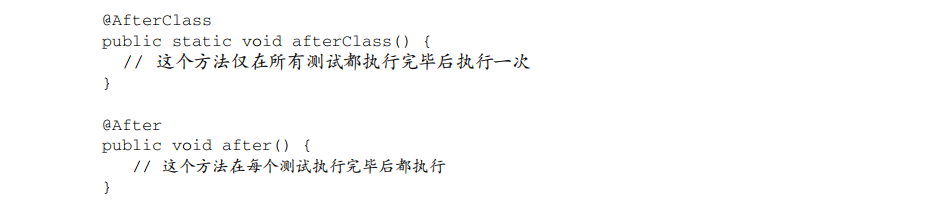 @AfterClass
public static void afterClass() {
// 这个方法仅在所有测试都执行完毕后执行一次
}
@After
public void after() {
// 这个方法在每个测试执行完毕后都执行
}